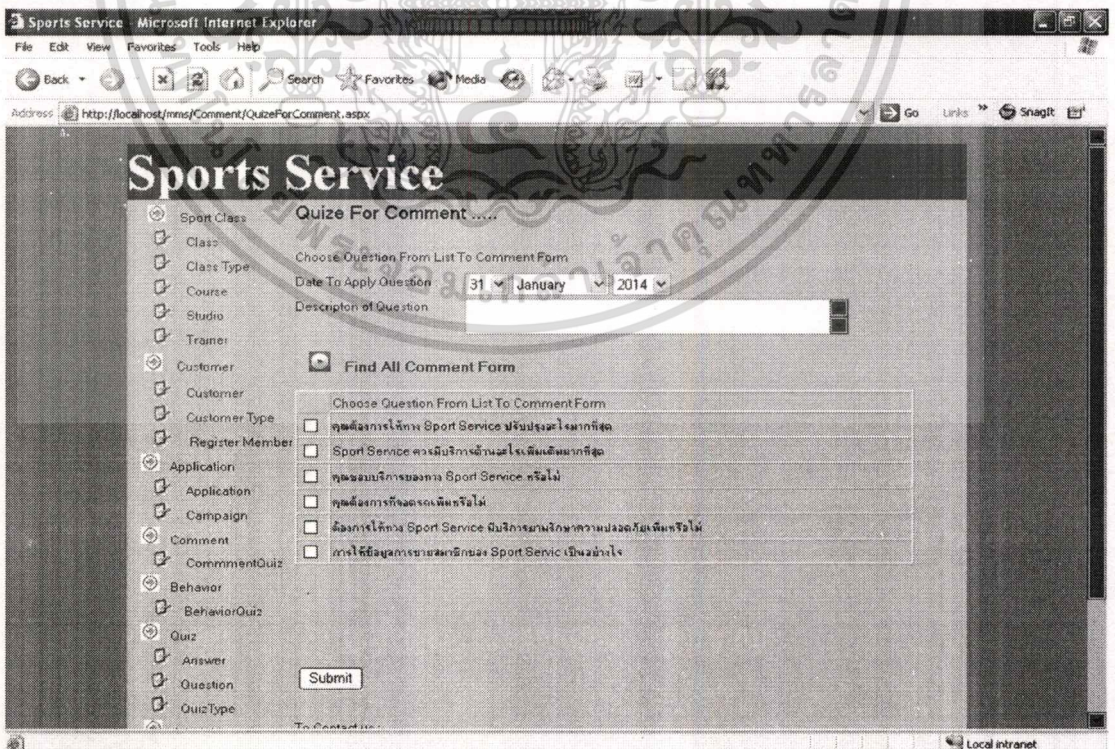 Sports Service - Microsoft Internet Explorer
File Edit View Favorites Tools Help
Back Search Favorites Media
Address http://localhost/mms/Comment/QuizeForComment.aspx Go Links » SnagIt
Sports Service
Sport Class
Class
Class Type
Course
Studio
Trainer
Customer
Customer
Customer Type
Register Member
Application
Application
Campaign
Comment
CommmentQuiz
Behavior
BehaviorQuiz
Quiz
Answer
Question
QuizType
Quize For Comment .....
Choose Question From List To Comment Form
Date To Apply Question 31 January 2014
Descripton of Question
Find All Comment Form
Choose Question From List To Comment Form
คุณต้องการให้ทาง Sport Service ปรับปรุงอะไรมากที่สุด
Sport Service ควรมีบริการด้านอะไรเพิ่มเติมมากที่สุด
คุณชอบบริการของทาง Sport Service หรือไม่
คุณต้องการที่จอดรถเพิ่มหรือไม่
ต้องการให้ทาง Sport Service มีบริการยามรักษาความปลอดภัยเพิ่มหรือไม่
การให้ข้อมูลการขายสมาชิกของ Sport Servic เป็นอย่างไร
Submit
To Contact us :
Local intranet